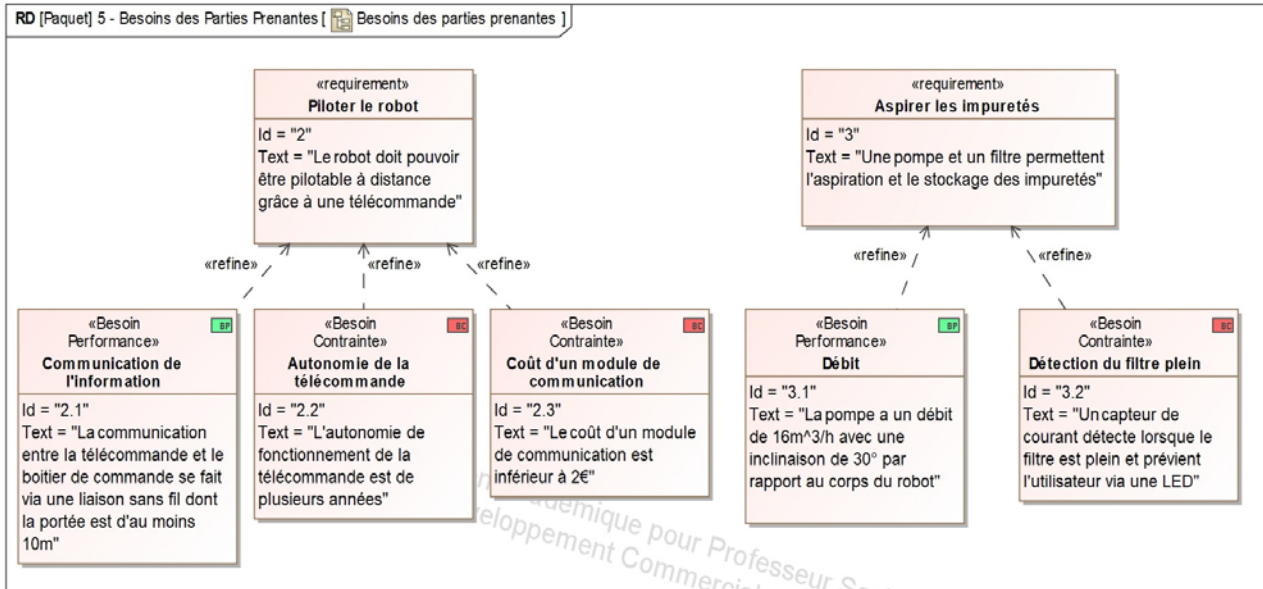 RD [Paquet] 5 - Besoins des Parties Prenantes [ Besoins des parties prenantes ]
«requirement»
Piloter le robot
Id = "2"
Text = "Le robot doit pouvoir
être pilotable à distance
grâce à une télécommande"
«requirement»
Aspirer les impuretés
Id = "3"
Text = "Une pompe et un filtre permettent
l'aspiration et le stockage des impuretés"
«refine»
«refine»
«refine»
«refine»
«refine»
«Besoin
Performance»
BP
Communication de
l'information
Id = "2.1"
Text = "La communication
entre la télécommande et le
boitier de commande se fait
via une liaison sans fil dont
la portée est d'au moins
10m"
«Besoin
Contrainte»
BC
Autonomie de la
télécommande
Id = "2.2"
Text = "L'autonomie de
fonctionnement de la
télécommande est de
plusieurs années"
«Besoin
Contrainte»
BC
Coût d'un module de
communication
Id = "2.3"
Text = "Le coût d'un module
de communication est
inférieur à 2€"
«Besoin
Performance»
BP
Débit
Id = "3.1"
Text = "La pompe a un débit
de 16m^3/h avec une
inclinaison de 30° par
rapport au corps du robot"
«Besoin
Contrainte»
BC
Détection du filtre plein
Id = "3.2"
Text = "Un capteur de
courant détecte lorsque le
filtre est plein et prévient
l'utilisateur via une LED"
pour Professeur